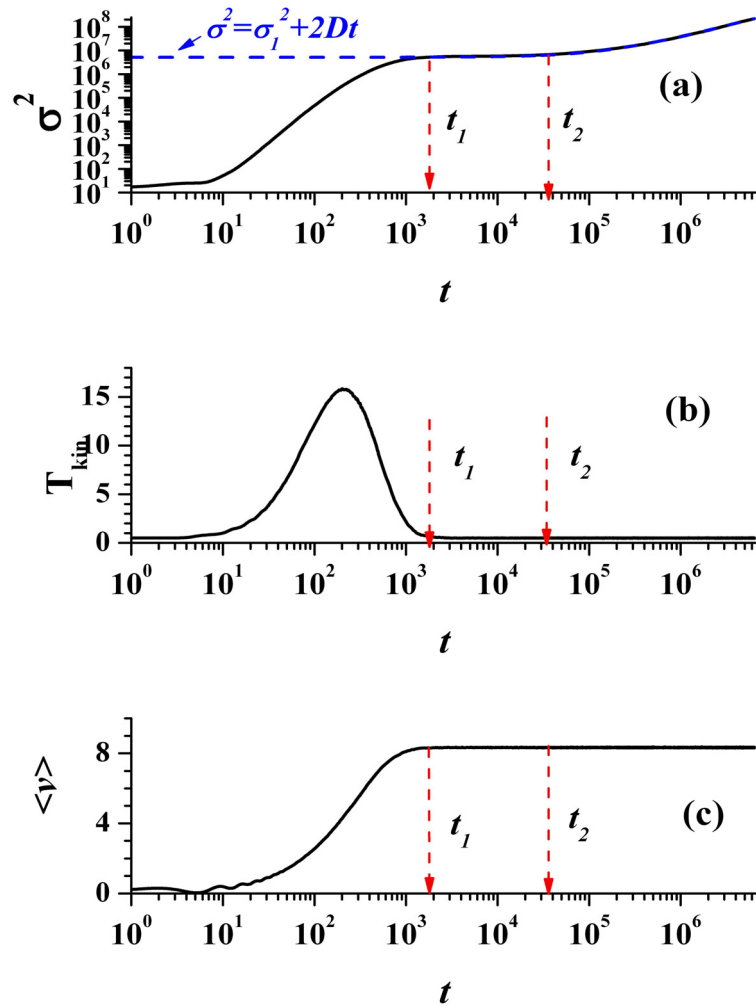 10⁸
σ²=σ₁²+2Dt
10⁷
10⁶
10⁵
10⁴
10³
10²
10¹
10¹
σ²
(a)
t₁
t₂
10⁰ 10¹ 10² 10³ 10⁴ 10⁵ 10⁶
t
15
10
5
0
T_kin
(b)
t₁
t₂
10⁰ 10¹ 10² 10³ 10⁴ 10⁵ 10⁶
t
8
4
0
<v>
(c)
t₁
t₂
10⁰ 10¹ 10² 10³ 10⁴ 10⁵ 10⁶
t